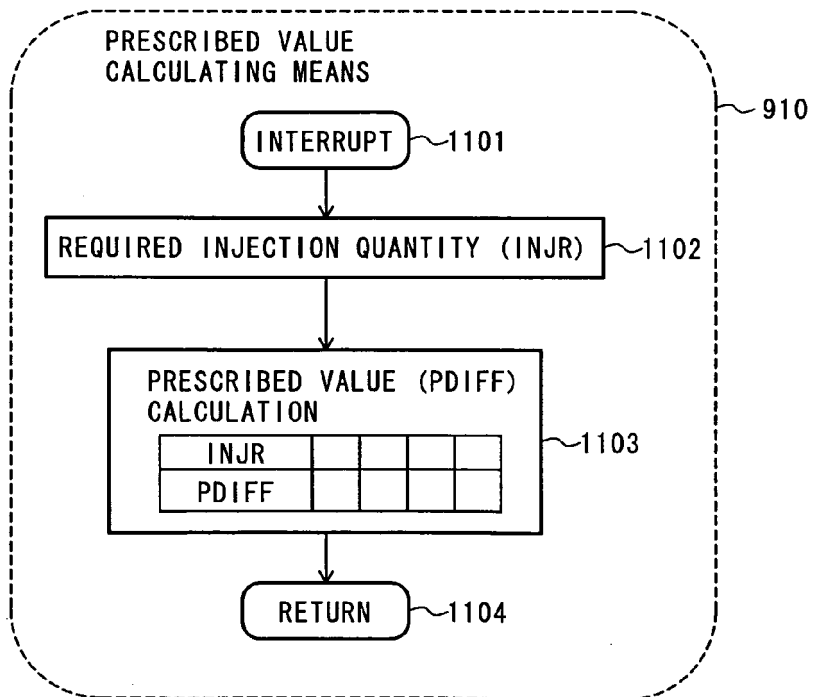 PRESCRIBED VALUE
CALCULATING MEANS
910
INTERRUPT 1101
REQUIRED INJECTION QUANTITY (INJR) 1102
PRESCRIBED VALUE (PDIFF)
CALCULATION
1103
INJR
PDIFF
RETURN 1104